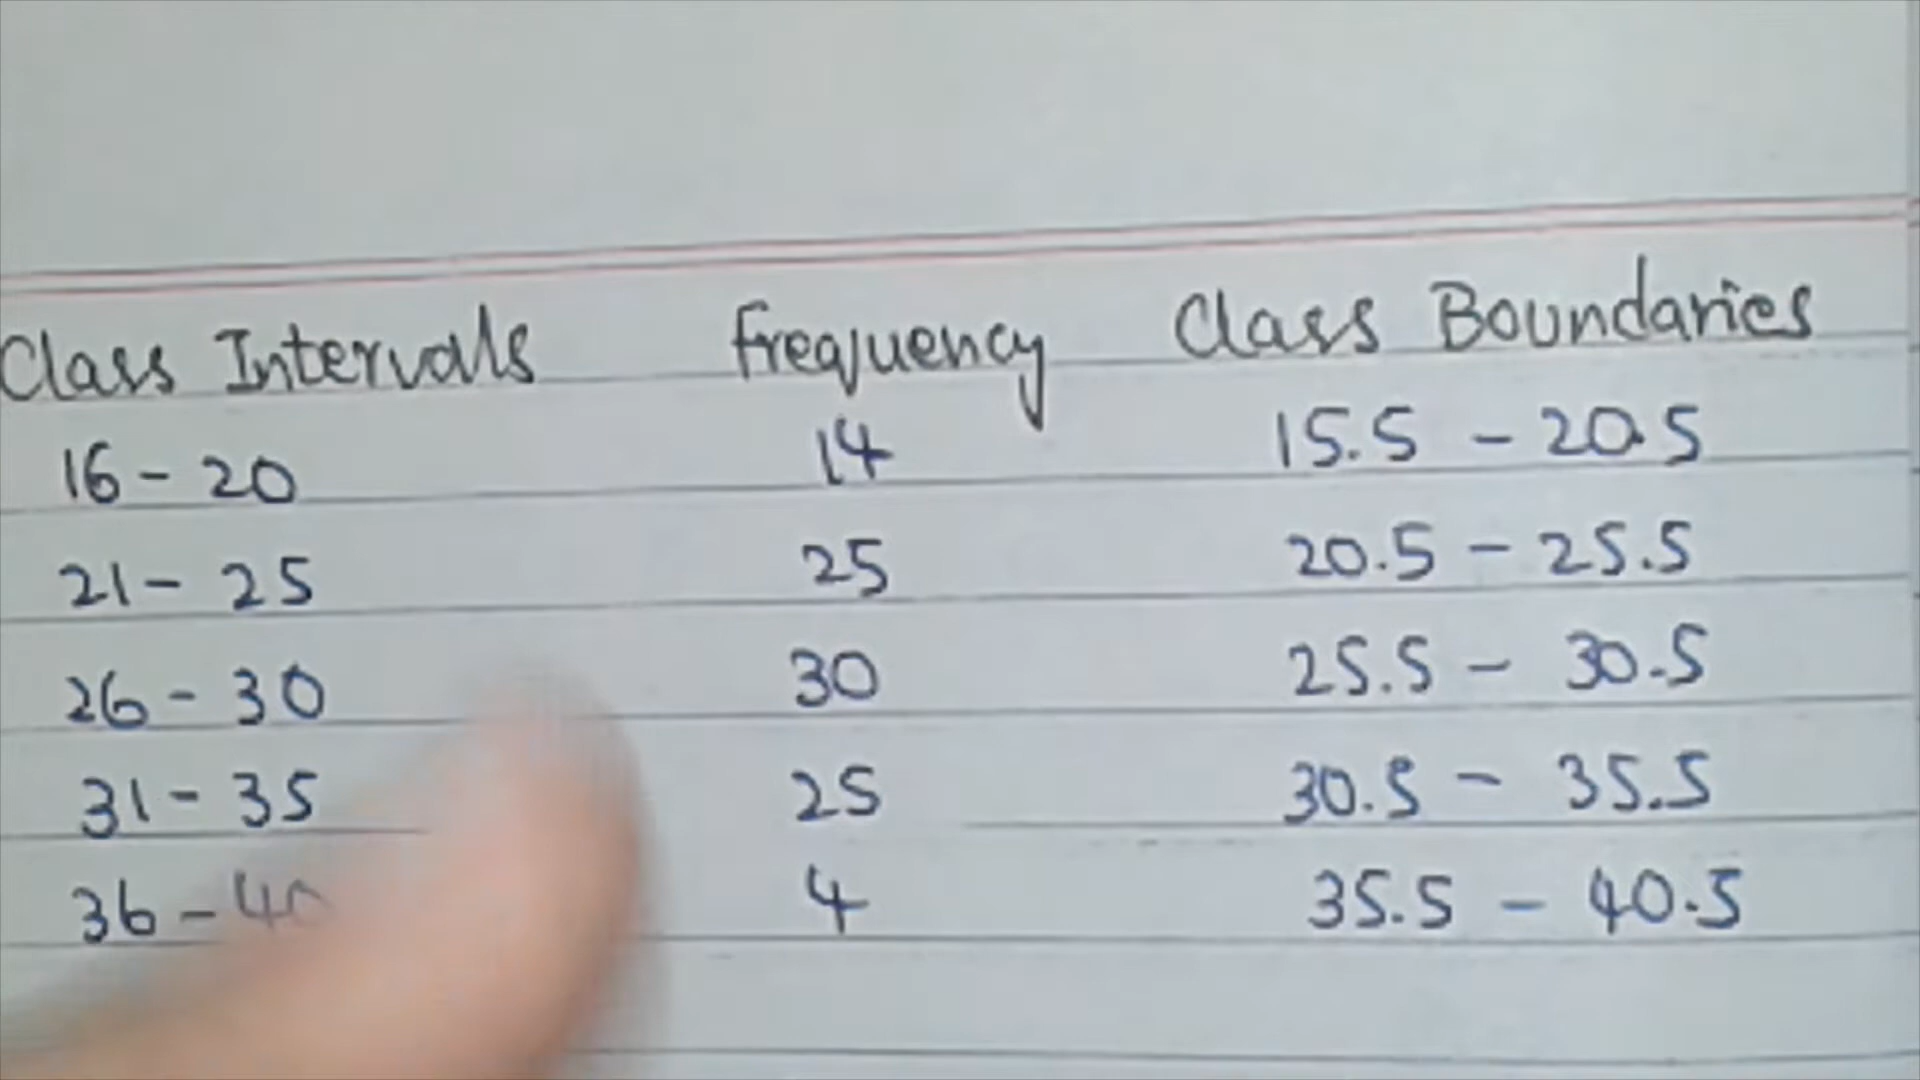 Class Intervals Frequency Class Boundaries
16 - 20 14 15.5 - 20.5
21 - 25 25 20.5 - 25.5
26 - 30 30 25.5 - 30.5
31 - 35 25 30.5 - 35.5
36 - 40 4 35.5 - 40.5